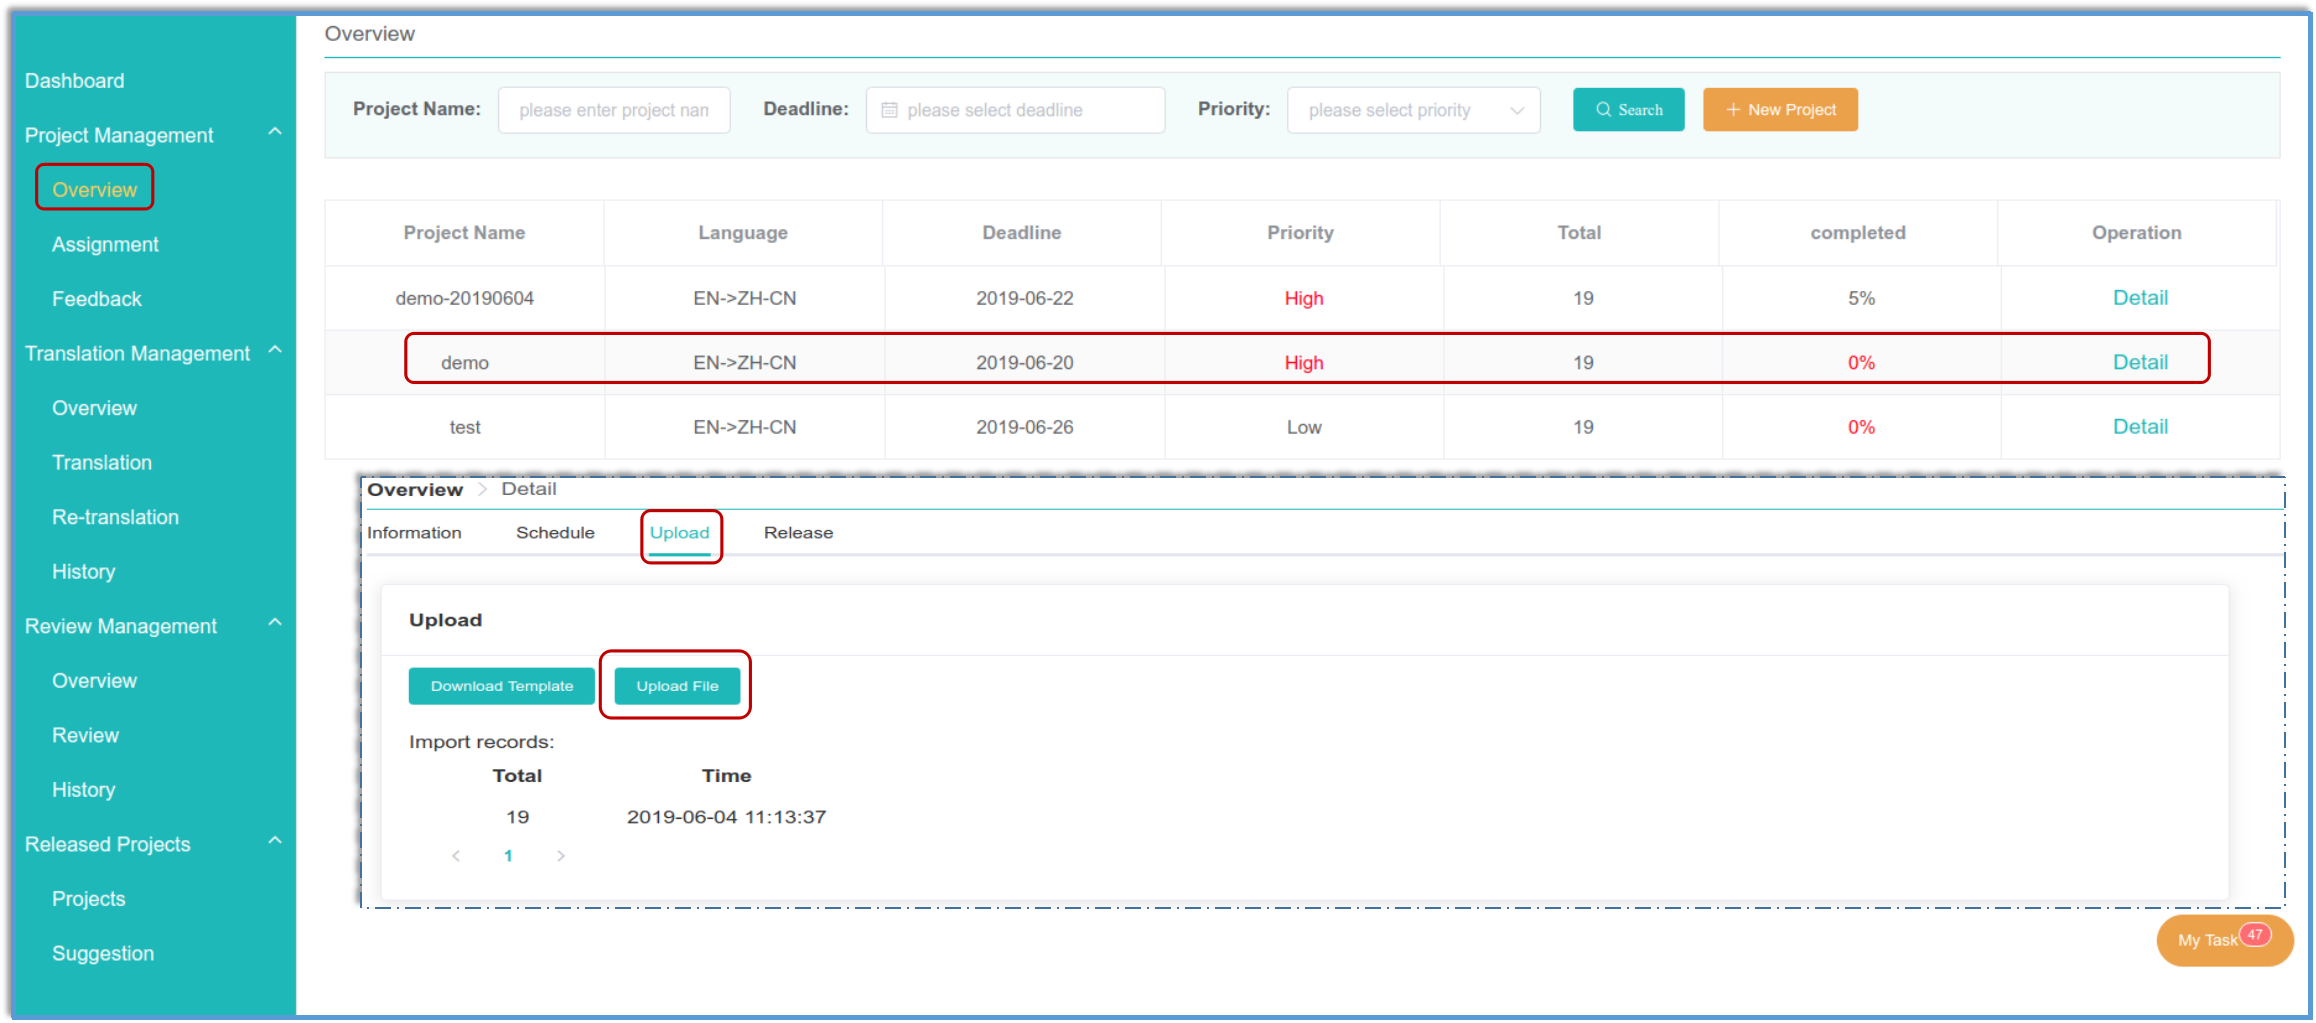 Dashboard
Project Management
Overview
Assignment
Feedback
Translation Management
Overview
Translation
Re-translation
History
Review Management
Overview
Review
History
Released Projects
Projects
Suggestion
Overview
Project Name: please enter project nan Deadline: please select deadline Priority: please select priority Search + New Project
Project Name Language Deadline Priority Total completed Operation
demo-20190604 EN->ZH-CN 2019-06-22 High 19 5% Detail
demo EN->ZH-CN 2019-06-20 High 19 0% Detail
test EN->ZH-CN 2019-06-26 Low 19 0% Detail
Overview > Detail
Information Schedule Upload Release
Upload
Download Template Upload File
Import records:
Total Time
19 2019-06-04 11:13:37
< 1 >
My Task 47